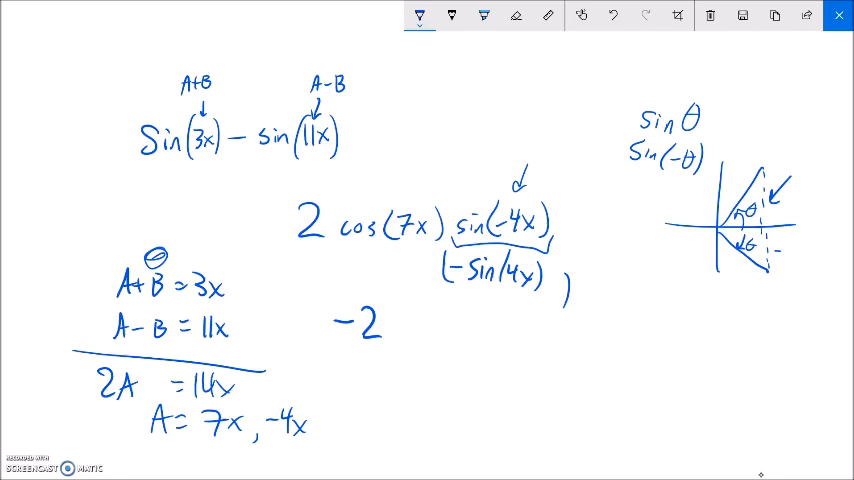 A+B A-B
Sin(3x) - sin(11x)
2 cos(7x) sin(-4x)
(-sin(4x) )
-2
A+B = 3x
A-B = 11x
2A = 14x
A = 7x, -4x
sin θ
Sin(-θ)
θ
-θ
-
RECORDED WITH
SCREENCAST MATIC